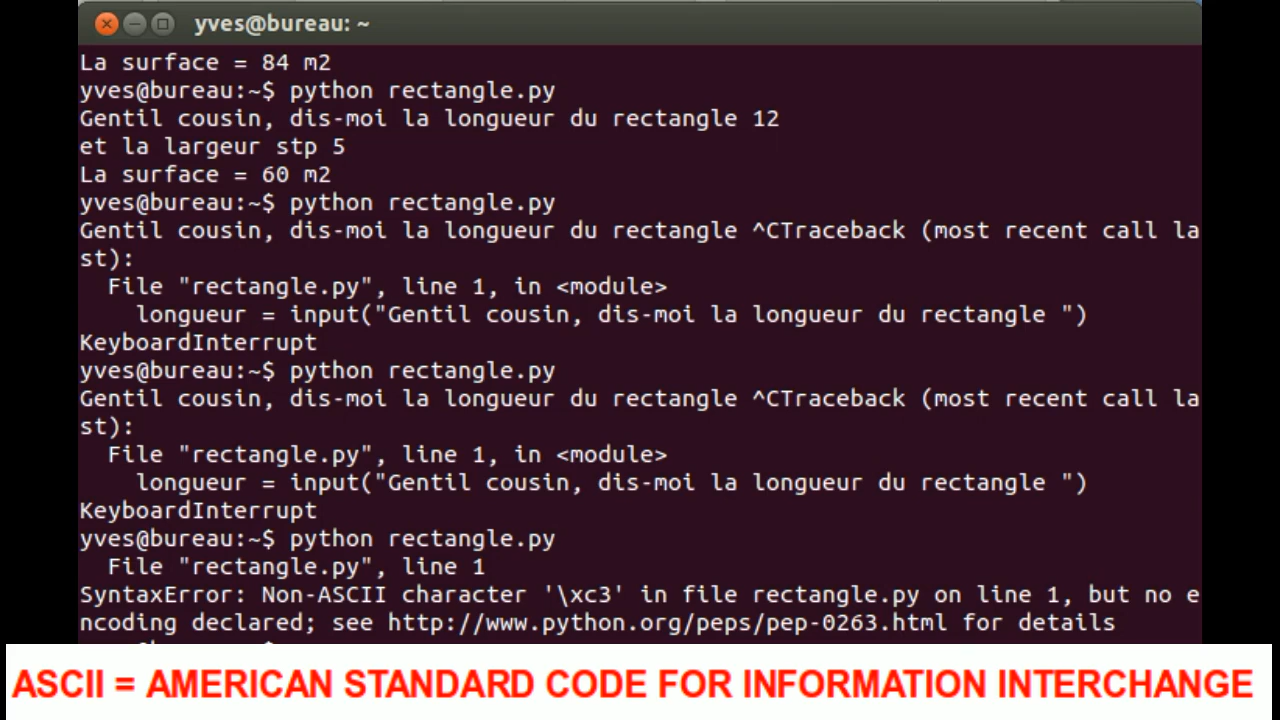 yves@bureau: ~
La surface = 84 m2
yves@bureau:~$ python rectangle.py
Gentil cousin, dis-moi la longueur du rectangle 12
et la largeur stp 5
La surface = 60 m2
yves@bureau:~$ python rectangle.py
Gentil cousin, dis-moi la longueur du rectangle ^CTraceback (most recent call la
st):
  File "rectangle.py", line 1, in <module>
    longueur = input("Gentil cousin, dis-moi la longueur du rectangle ")
KeyboardInterrupt
yves@bureau:~$ python rectangle.py
Gentil cousin, dis-moi la longueur du rectangle ^CTraceback (most recent call la
st):
  File "rectangle.py", line 1, in <module>
    longueur = input("Gentil cousin, dis-moi la longueur du rectangle ")
KeyboardInterrupt
yves@bureau:~$ python rectangle.py
  File "rectangle.py", line 1
SyntaxError: Non-ASCII character '\xc3' in file rectangle.py on line 1, but no e
ncoding declared; see http://www.python.org/peps/pep-0263.html for details
ASCII = AMERICAN STANDARD CODE FOR INFORMATION INTERCHANGE